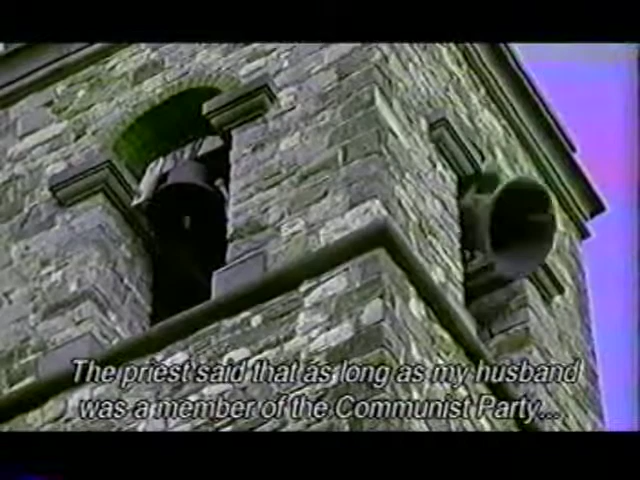 The priest said that as long as my husband
was a member of the Communist Party...